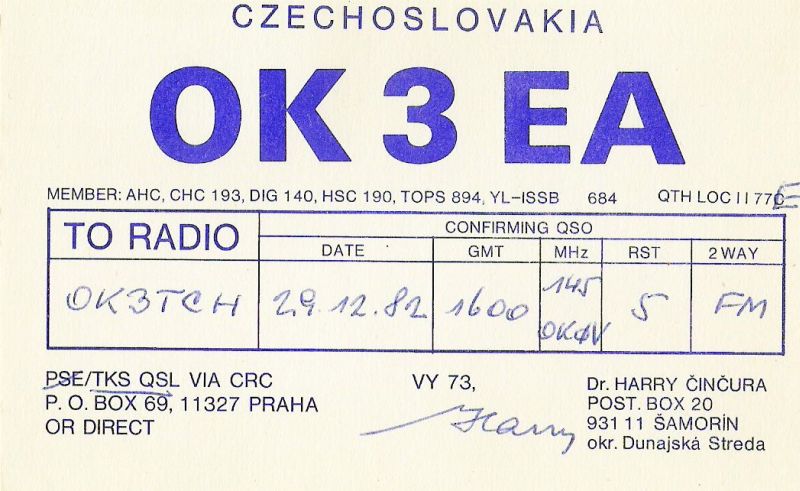 CZECHOSLOVAKIA
OK 3 EA
MEMBER: AHC, CHC 193, DIG 140, HSC 190, TOPS 894, YL-ISSB 684 QTH LOC II 77 E
TO RADIO CONFIRMING QSO
DATE GMT MHz RST 2 WAY
OK3TCH 29.12.82 1600 145 5 FM
OKØV
PSE/TKS QSL VIA CRC VY 73, Dr. HARRY ČINČURA
P. O. BOX 69, 11327 PRAHA POST. BOX 20
OR DIRECT Harry 931 11 ŠAMORÍN
okr. Dunajská Streda